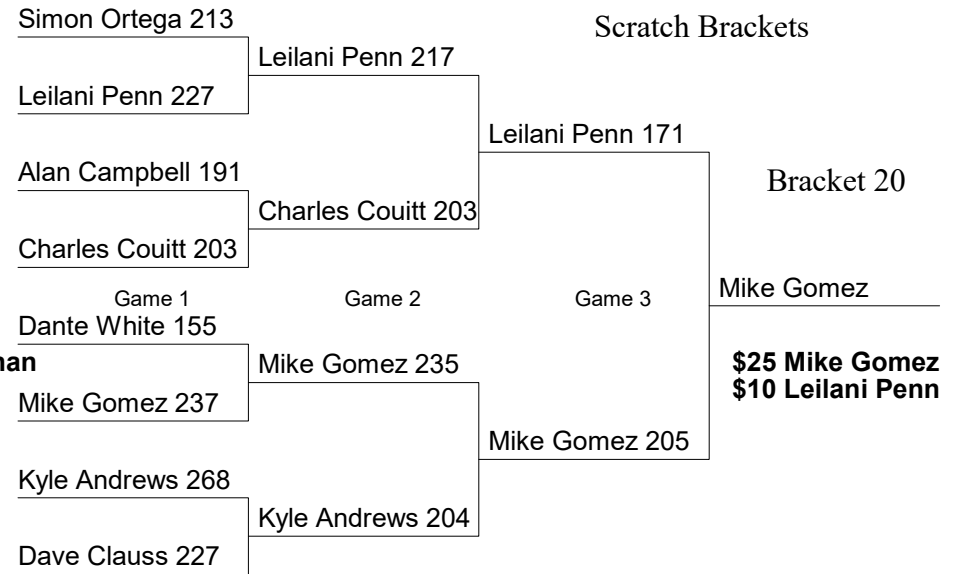 Scratch Brackets
Bracket 20
Simon Ortega 213
Leilani Penn 227
Alan Campbell 191
Charles Couitt 203
Game 1
Dante White 155
Mike Gomez 237
Kyle Andrews 268
Dave Clauss 227
Leilani Penn 217
Charles Couitt 203
Game 2
Mike Gomez 235
Kyle Andrews 204
Leilani Penn 171
Game 3
Mike Gomez 205
Mike Gomez
$25 Mike Gomez
$10 Leilani Penn